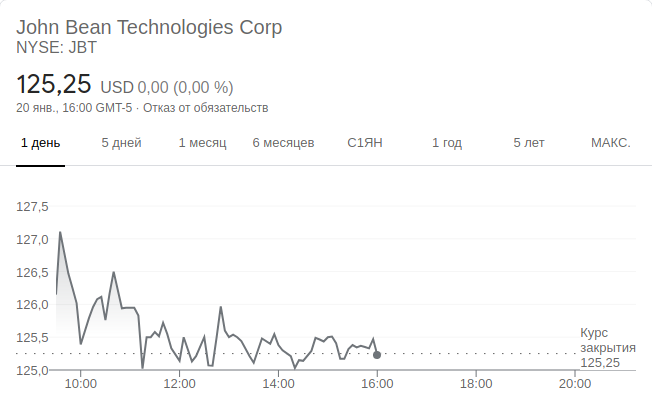 John Bean Technologies Corp
NYSE: JBT
125,25 USD 0,00 (0,00 %)
20 янв., 16:00 GMT-5 · Отказ от обязательств
1 день 5 дней 1 месяц 6 месяцев С1ЯН 1 год 5 лет МАКС.
127,5
127,0
126,5
126,0
125,5
125,0
Курс
закрытия
125,25
10:00 12:00 14:00 16:00 18:00 20:00